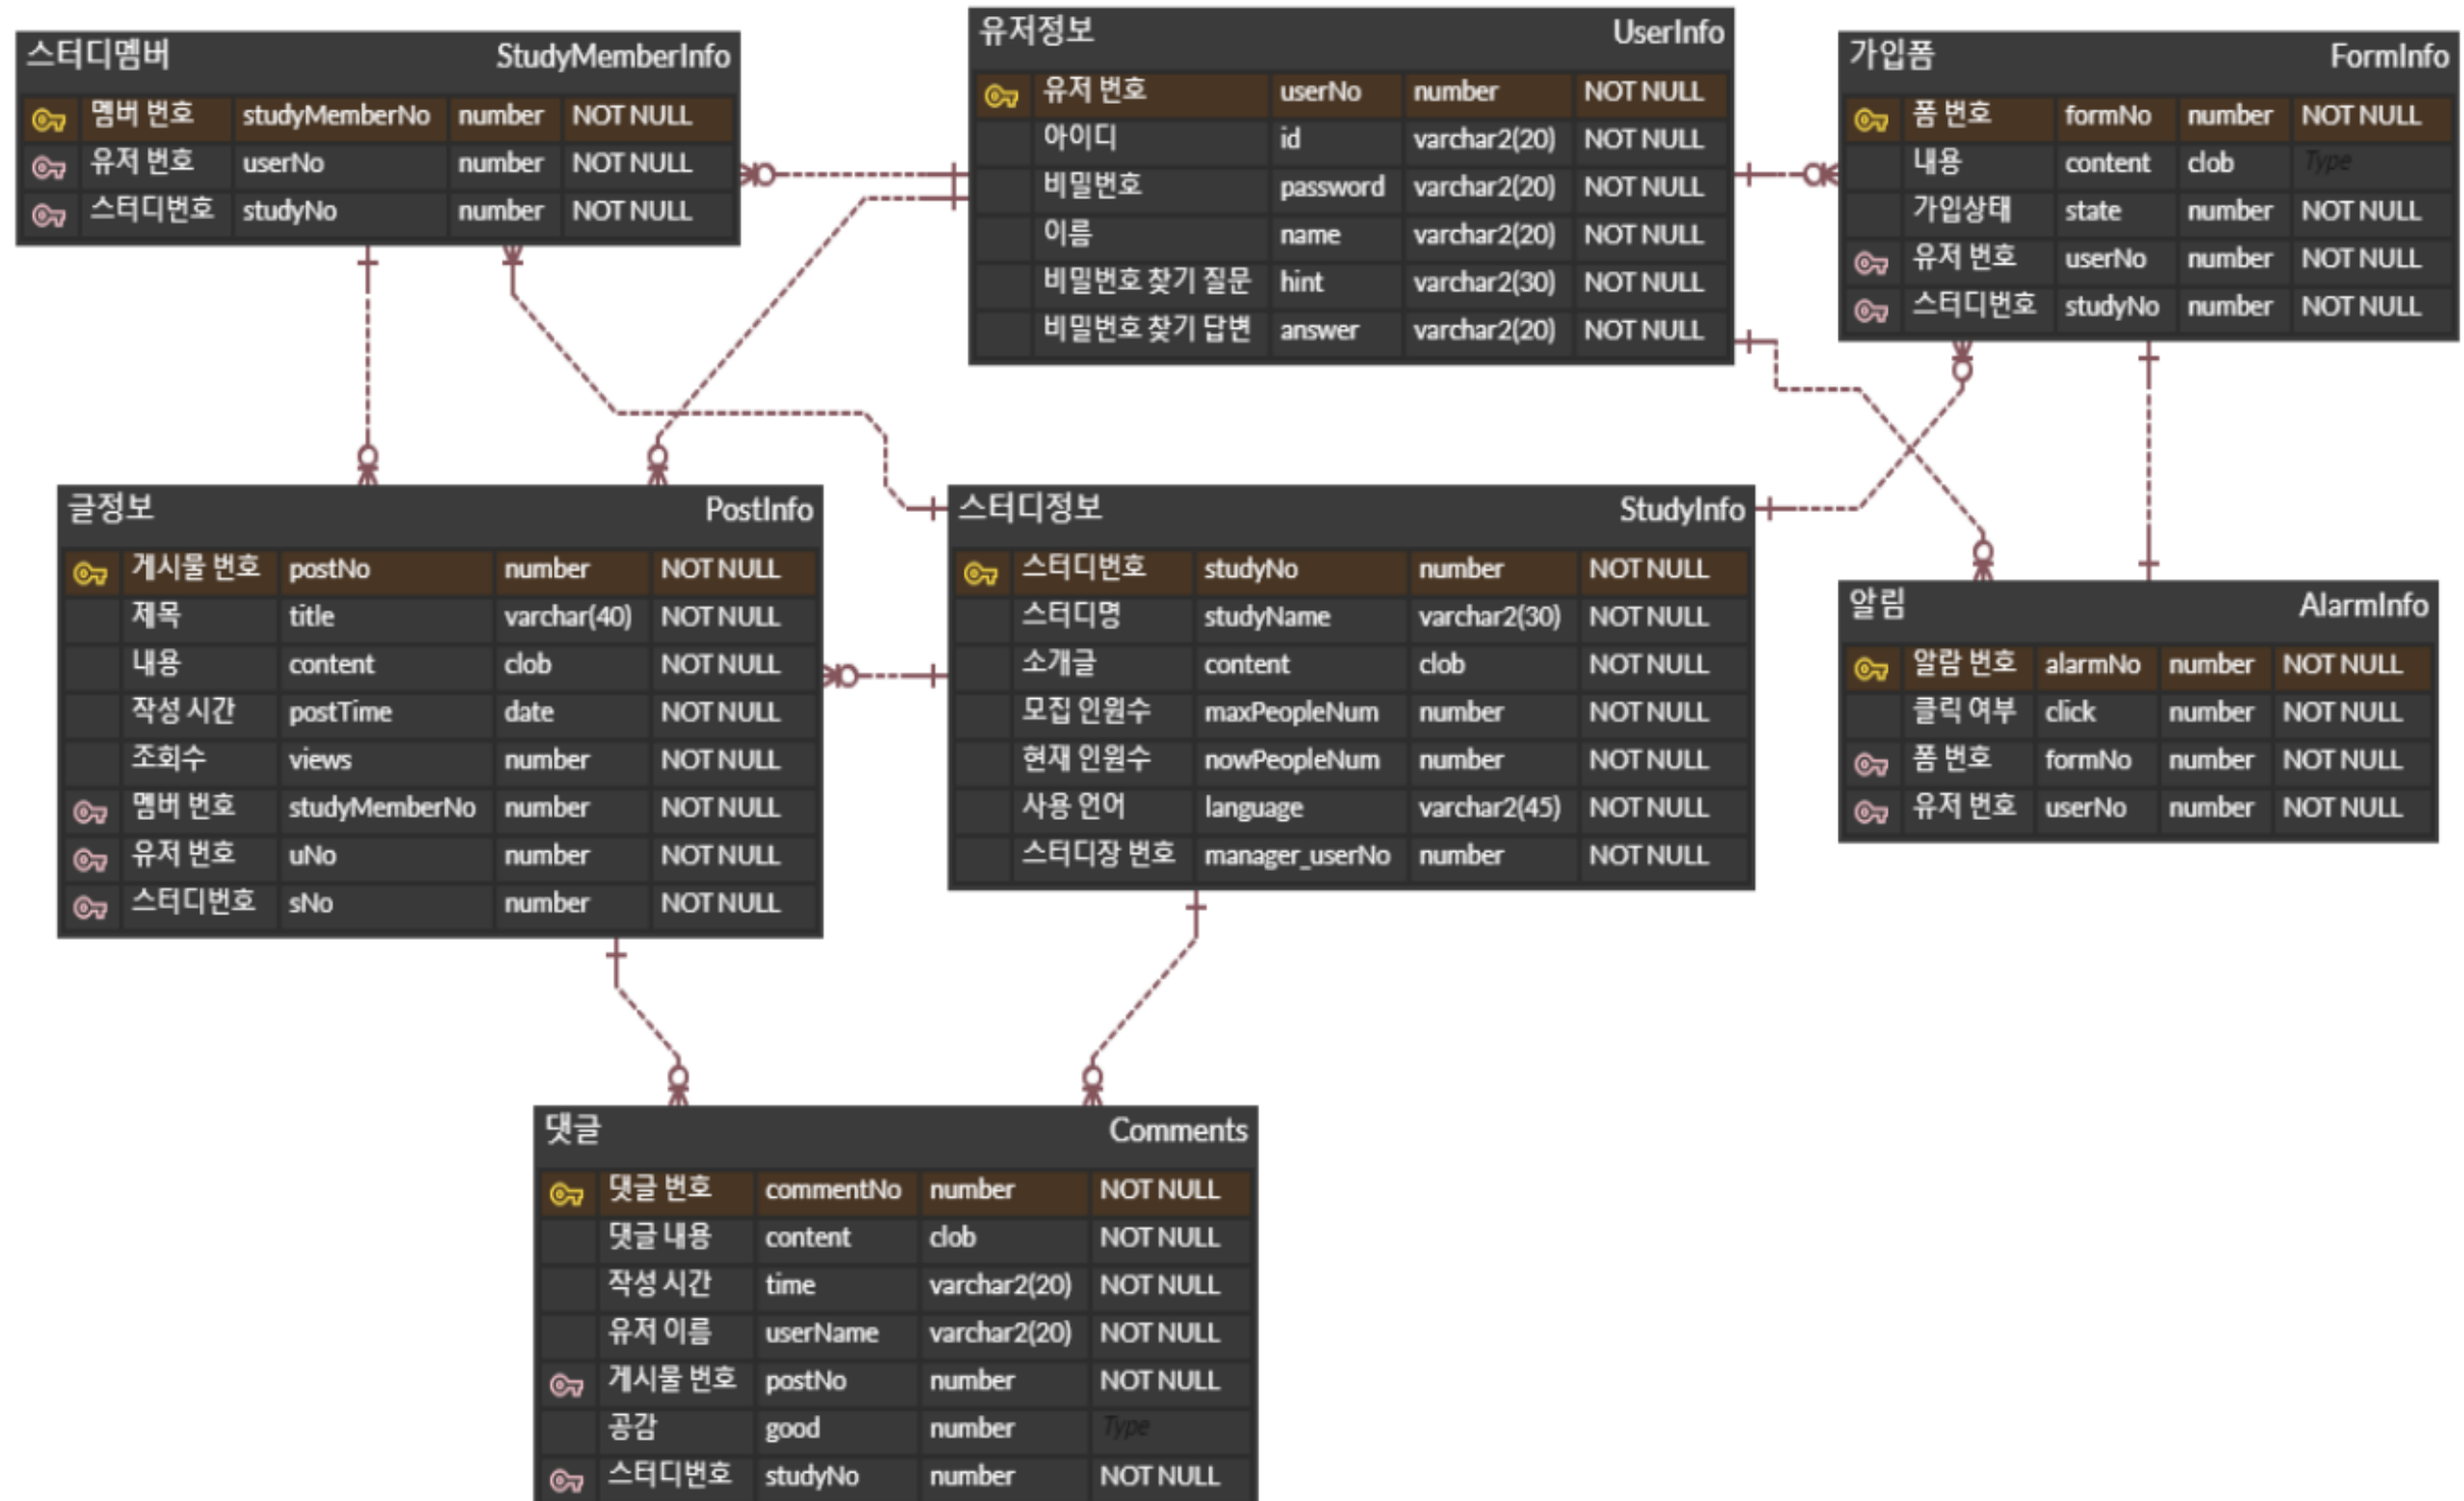 스터디멤버 StudyMemberInfo
멤버 번호 studyMemberNo number NOT NULL
유저 번호 userNo number NOT NULL
스터디번호 studyNo number NOT NULL
유저정보 UserInfo
유저 번호 userNo number NOT NULL
아이디 id varchar2(20) NOT NULL
비밀번호 password varchar2(20) NOT NULL
이름 name varchar2(20) NOT NULL
비밀번호 찾기 질문 hint varchar2(30) NOT NULL
비밀번호 찾기 답변 answer varchar2(20) NOT NULL
가입폼 FormInfo
폼 번호 formNo number NOT NULL
내용 content clob Type
가입상태 state number NOT NULL
유저 번호 userNo number NOT NULL
스터디번호 studyNo number NOT NULL
글정보 PostInfo
게시물 번호 postNo number NOT NULL
제목 title varchar(40) NOT NULL
내용 content clob NOT NULL
작성 시간 postTime date NOT NULL
조회수 views number NOT NULL
멤버 번호 studyMemberNo number NOT NULL
유저 번호 uNo number NOT NULL
스터디번호 sNo number NOT NULL
스터디정보 StudyInfo
스터디번호 studyNo number NOT NULL
스터디명 studyName varchar2(30) NOT NULL
소개글 content clob NOT NULL
모집 인원수 maxPeopleNum number NOT NULL
현재 인원수 nowPeopleNum number NOT NULL
사용 언어 language varchar2(45) NOT NULL
스터디장 번호 manager_userNo number NOT NULL
알림 AlarmInfo
알람 번호 alarmNo number NOT NULL
클릭 여부 click number NOT NULL
폼 번호 formNo number NOT NULL
유저 번호 userNo number NOT NULL
댓글 Comments
댓글 번호 commentNo number NOT NULL
댓글 내용 content clob NOT NULL
작성 시간 time varchar2(20) NOT NULL
유저 이름 userName varchar2(20) NOT NULL
게시물 번호 postNo number NOT NULL
공감 good number Type
스터디번호 studyNo number NOT NULL